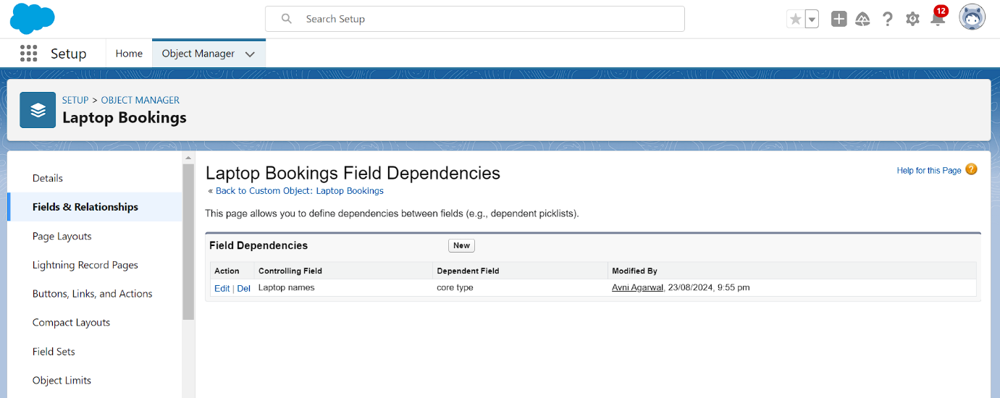 Search Setup
12
Setup
Home
Object Manager
SETUP > OBJECT MANAGER
Laptop Bookings
Details
Fields & Relationships
Page Layouts
Lightning Record Pages
Buttons, Links, and Actions
Compact Layouts
Field Sets
Object Limits
Laptop Bookings Field Dependencies
Help for this Page ?
« Back to Custom Object: Laptop Bookings
This page allows you to define dependencies between fields (e.g., dependent picklists).
Field Dependencies New
Action Controlling Field Dependent Field Modified By
Edit | Del Laptop names core type Avni Agarwal, 23/08/2024, 9:55 pm